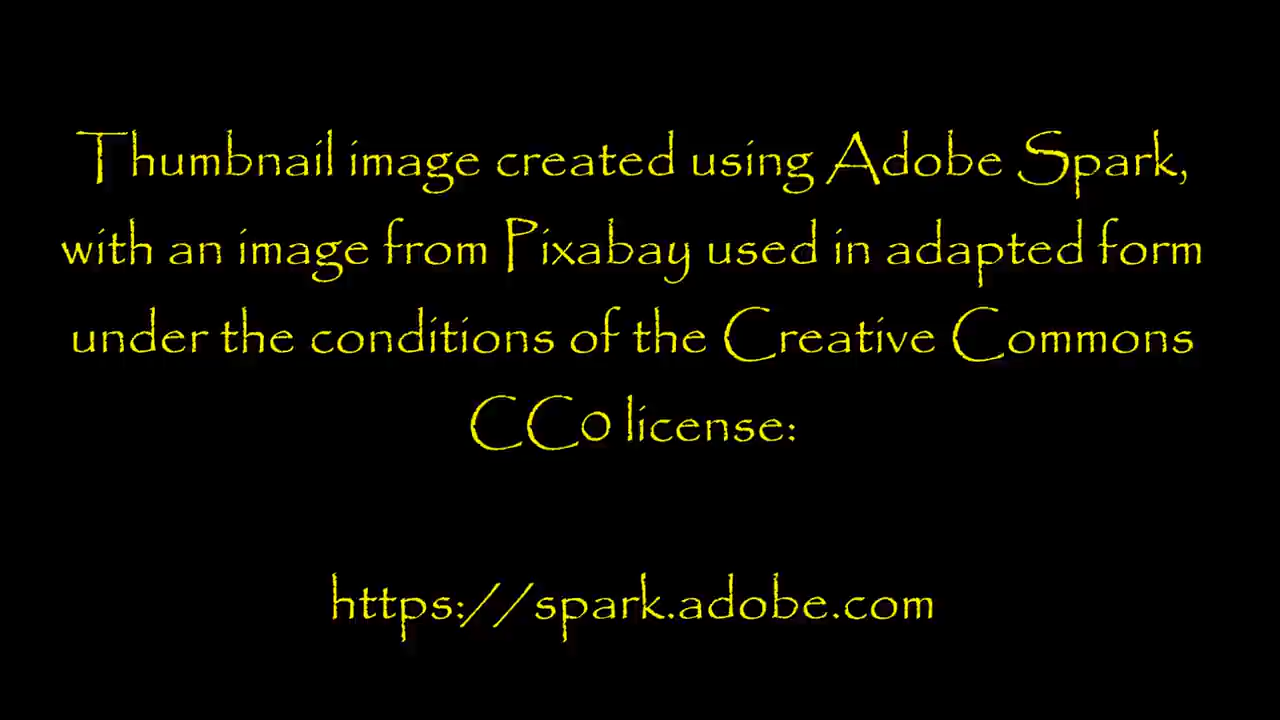 Thumbnail image created using Adobe Spark,
with an image from Pixabay used in adapted form
under the conditions of the Creative Commons
CC0 license:
https://spark.adobe.com